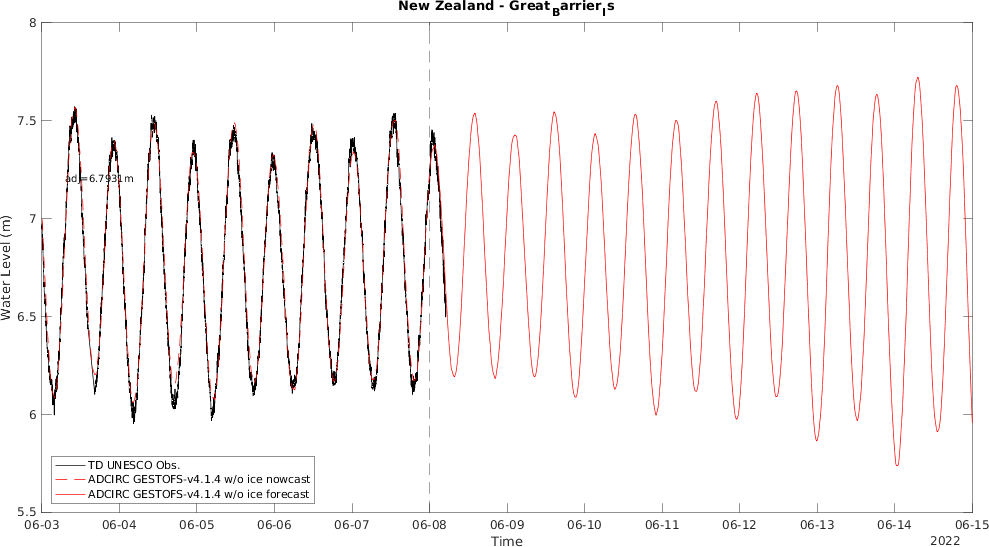 New Zealand - Great_Barrier_Is
8
7.5
7
6.5
6
5.5
Water Level (m)
adj=6.7931m
TD UNESCO Obs.
ADCIRC GESTOFS-v4.1.4 w/o ice nowcast
ADCIRC GESTOFS-v4.1.4 w/o ice forecast
06-03 06-04 06-05 06-06 06-07 06-08 06-09 06-10 06-11 06-12 06-13 06-14 06-15
Time
2022